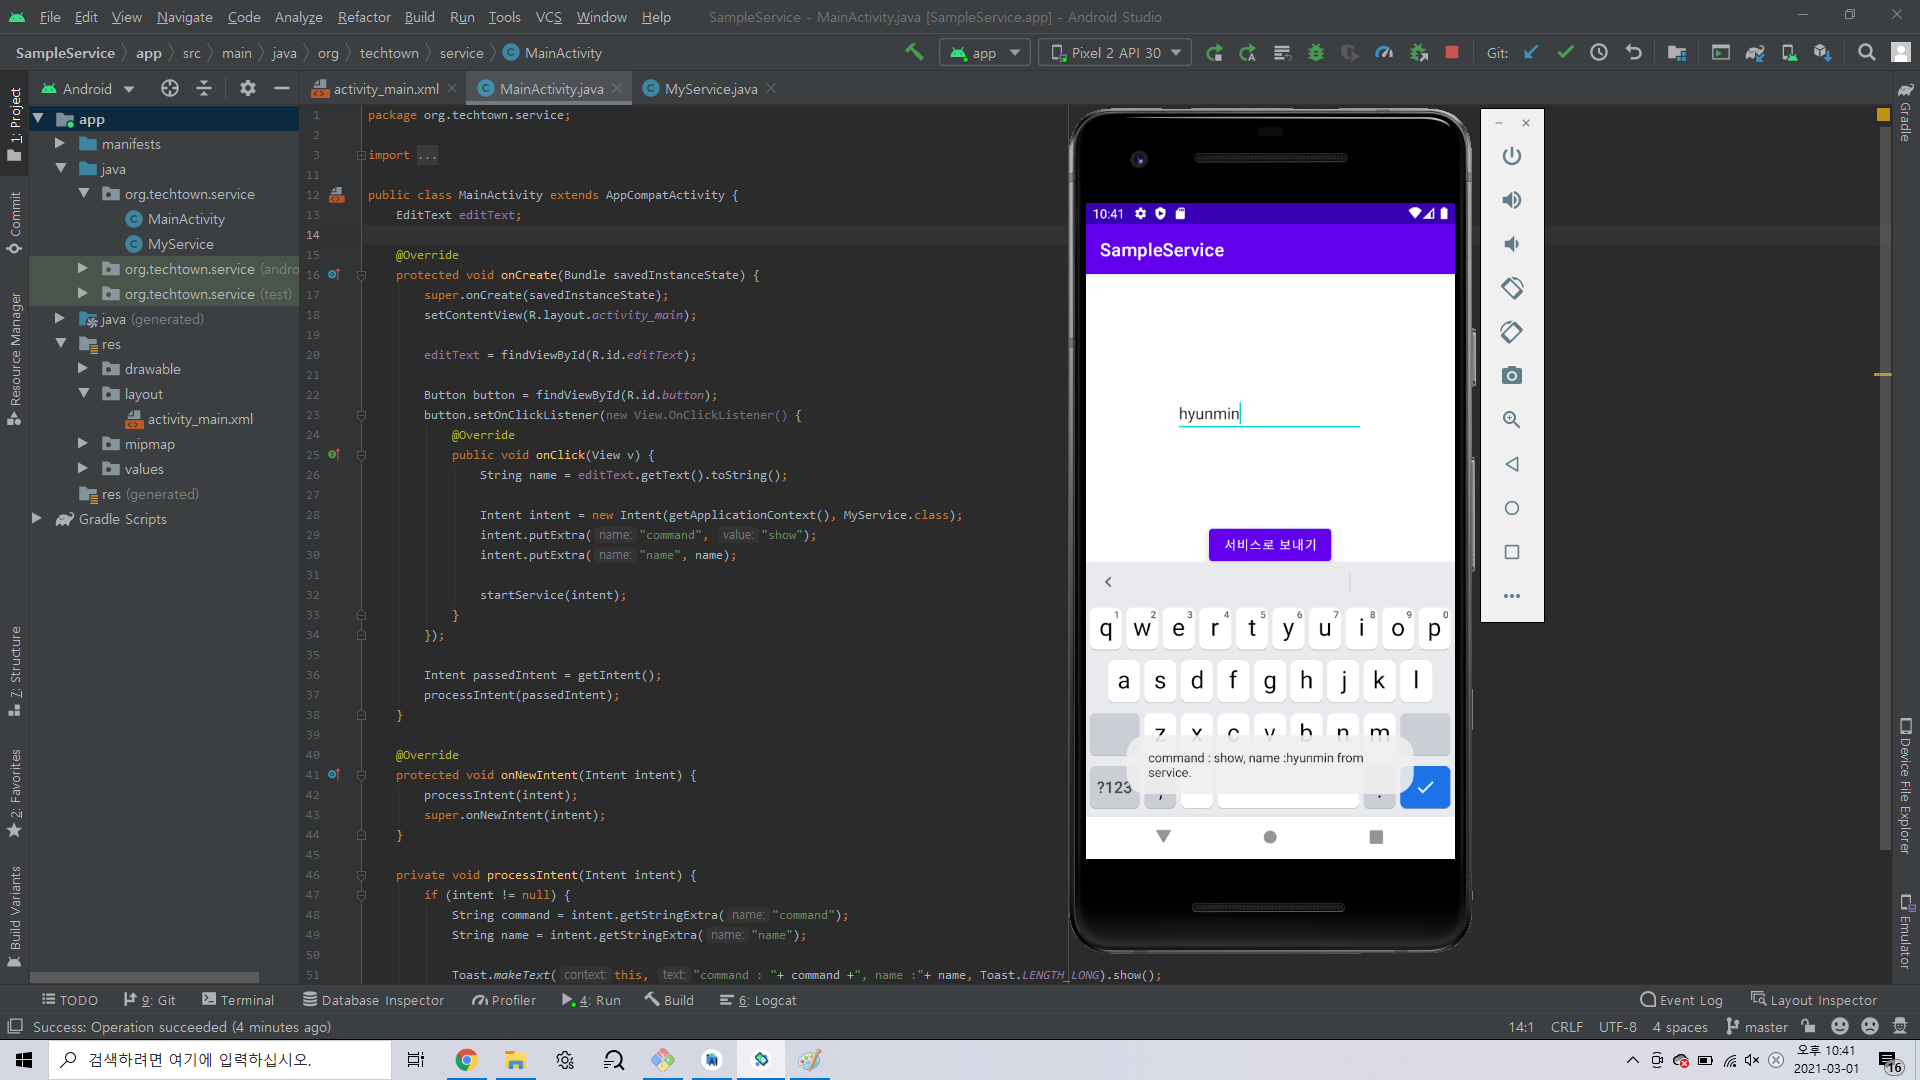 File Edit View Navigate Code Analyze Refactor Build Run Tools VCS Window Help SampleService - MainActivity.java [SampleService.app] - Android Studio
SampleService app src main java org techtown service MainActivity app Pixel 2 API 30 Git:
Android activity_main.xml MainActivity.java MyService.java
1: Project
Commit
Resource Manager
7: Structure
2: Favorites
Build Variants
app
manifests
java
org.techtown.service
MainActivity
MyService
org.techtown.service (andro
org.techtown.service (test)
java (generated)
res
drawable
layout
activity_main.xml
mipmap
values
res (generated)
Gradle Scripts
1 package org.techtown.service;
2
3 import ...
11
12 public class MainActivity extends AppCompatActivity {
13 EditText editText;
14
15 @Override
16 protected void onCreate(Bundle savedInstanceState) {
17 super.onCreate(savedInstanceState);
18 setContentView(R.layout.activity_main);
19
20 editText = findViewById(R.id.editText);
21
22 Button button = findViewById(R.id.button);
23 button.setOnClickListener(new View.OnClickListener() {
24 @Override
25 public void onClick(View v) {
26 String name = editText.getText().toString();
27
28 Intent intent = new Intent(getApplicationContext(), MyService.class);
29 intent.putExtra( name: "command", value: "show");
30 intent.putExtra( name: "name", name);
31
32 startService(intent);
33 }
34 });
35
36 Intent passedIntent = getIntent();
37 processIntent(passedIntent);
38 }
39
40 @Override
41 protected void onNewIntent(Intent intent) {
42 processIntent(intent);
43 super.onNewIntent(intent);
44 }
45
46 private void processIntent(Intent intent) {
47 if (intent != null) {
48 String command = intent.getStringExtra( name: "command");
49 String name = intent.getStringExtra( name: "name");
50
51 Toast.makeText( context: this, text: "command : "+ command +", name :"+ name, Toast.LENGTH_LONG).show();
10:41
SampleService
hyunmin
서비스로 보내기
1 2 3 4 5 6 7 8 9 0
q w e r t y u i o p
a s d f g h j k l
z x c v b n m
command : show, name :hyunmin from
service.
?123 , .
Gradle
Device File Explorer
Emulator
TODO 9: Git Terminal Database Inspector Profiler 4: Run Build 6: Logcat Event Log Layout Inspector
Success: Operation succeeded (4 minutes ago) 14:1 CRLF UTF-8 4 spaces master
검색하려면 여기에 입력하십시오. 오후 10:41
2021-03-01
16